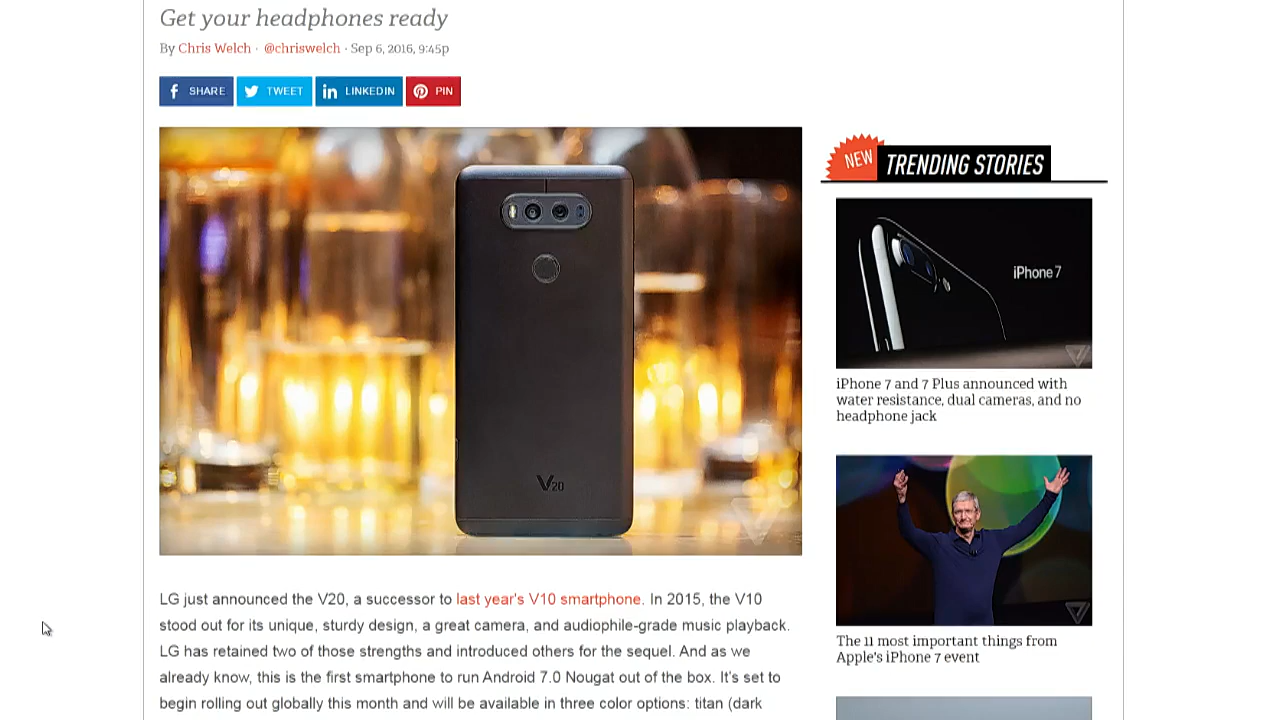 Get your headphones ready
By Chris Welch · @chriswelch · Sep 6, 2016, 9:45p
SHARE
TWEET
LINKEDIN
PIN
V20
LG just announced the V20, a successor to last year's V10 smartphone. In 2015, the V10
stood out for its unique, sturdy design, a great camera, and audiophile-grade music playback.
LG has retained two of those strengths and introduced others for the sequel. And as we
already know, this is the first smartphone to run Android 7.0 Nougat out of the box. It's set to
begin rolling out globally this month and will be available in three color options: titan (dark
NEW TRENDING STORIES
iPhone 7
iPhone 7 and 7 Plus announced with
water resistance, dual cameras, and no
headphone jack
The 11 most important things from
Apple's iPhone 7 event